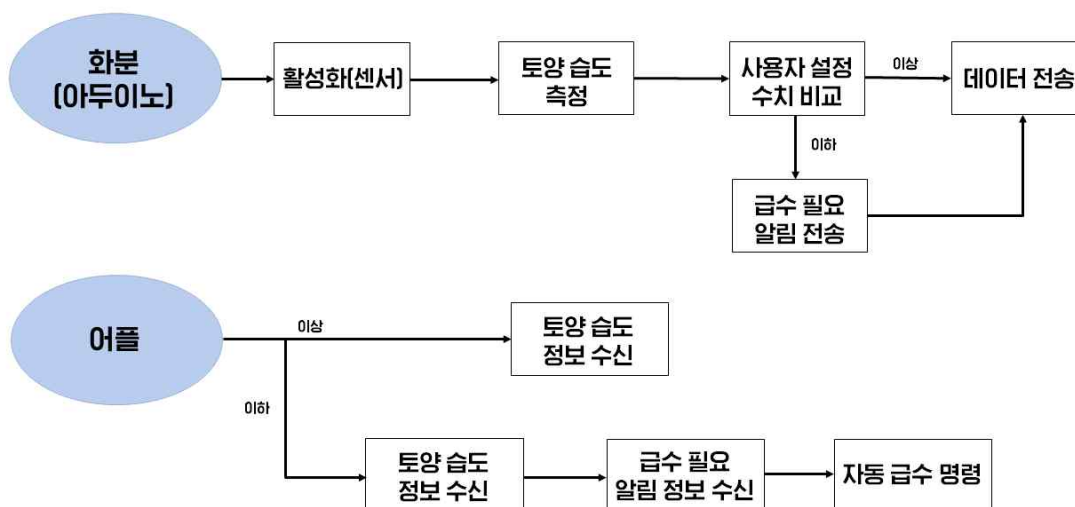 화분
(아두이노)
활성화(센서)
토양 습도
측정
사용자 설정
수치 비교
이상
데이터 전송
이하
급수 필요
알림 전송
어플
이상
토양 습도
정보 수신
이하
토양 습도
정보 수신
급수 필요
알림 정보 수신
자동 급수 명령